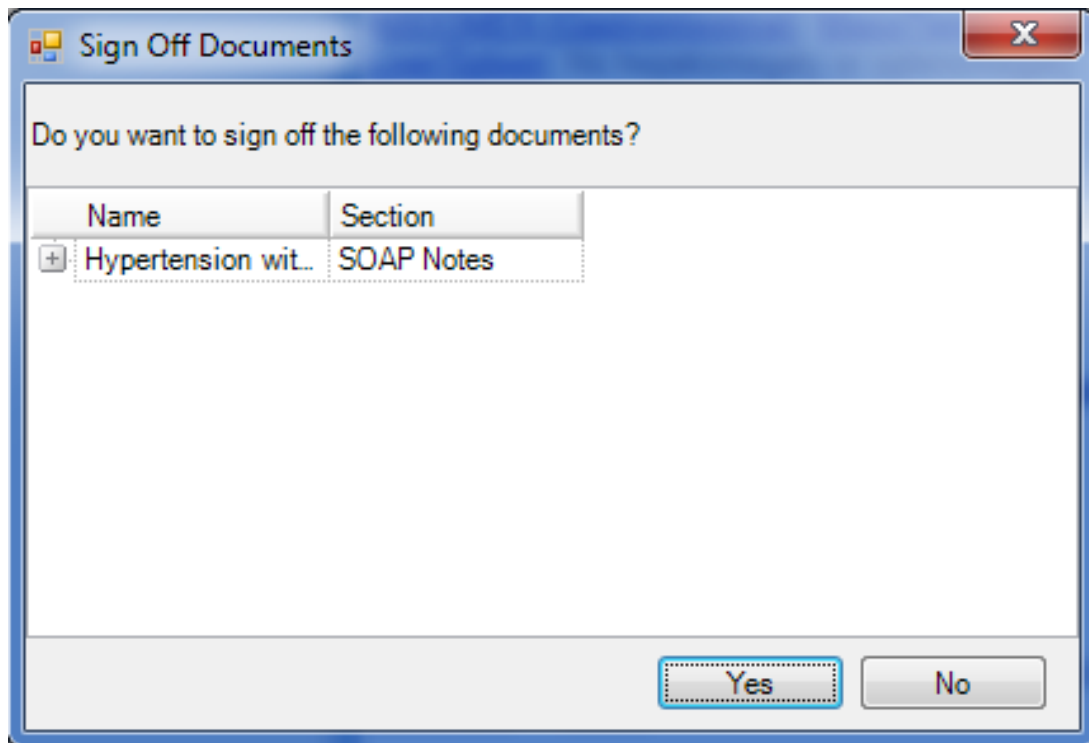 Sign Off Documents
Do you want to sign off the following documents?
Name Section
Hypertension wit... SOAP Notes
Yes No